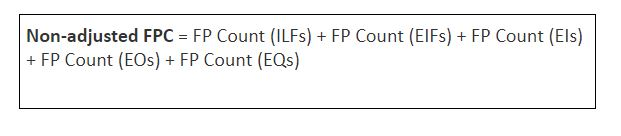 Non-adjusted FPC = FP Count (ILFs) + FP Count (EIFs) + FP Count (EIs)
+ FP Count (EOs) + FP Count (EQs)